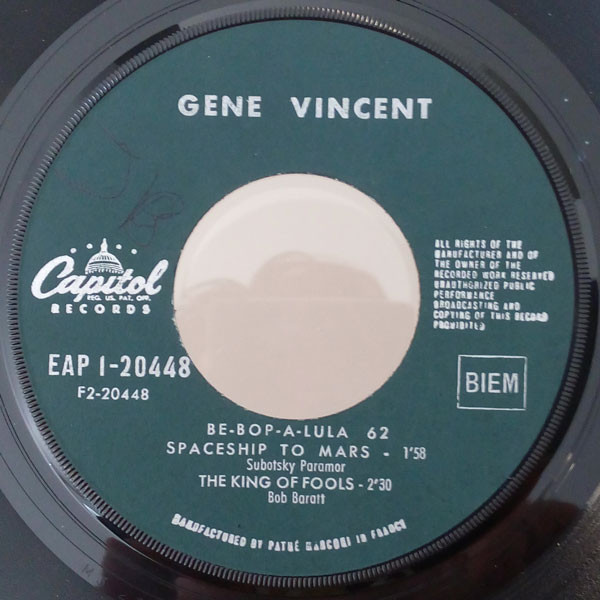 GENE VINCENT
Capitol
REG. U.S. PAT. OFF.
RECORDS
ALL RIGHTS OF THE
MANUFACTURER AND OF
THE OWNER OF THE
RECORDED WORK RESERVED
UNAUTHORIZED PUBLIC
PERFORMANCE
BROADCASTING AND
COPYING OF THIS RECORD
PROHIBITED
EAP 1-20448
F2-20448
BIEM
BE-BOP-A-LULA 62
SPACESHIP TO MARS - 1'58
Subotsky Paramor
THE KING OF FOOLS - 2'30
Bob Baratt
MANUFACTURED BY PATHÉ MARCONI IN FRANCE